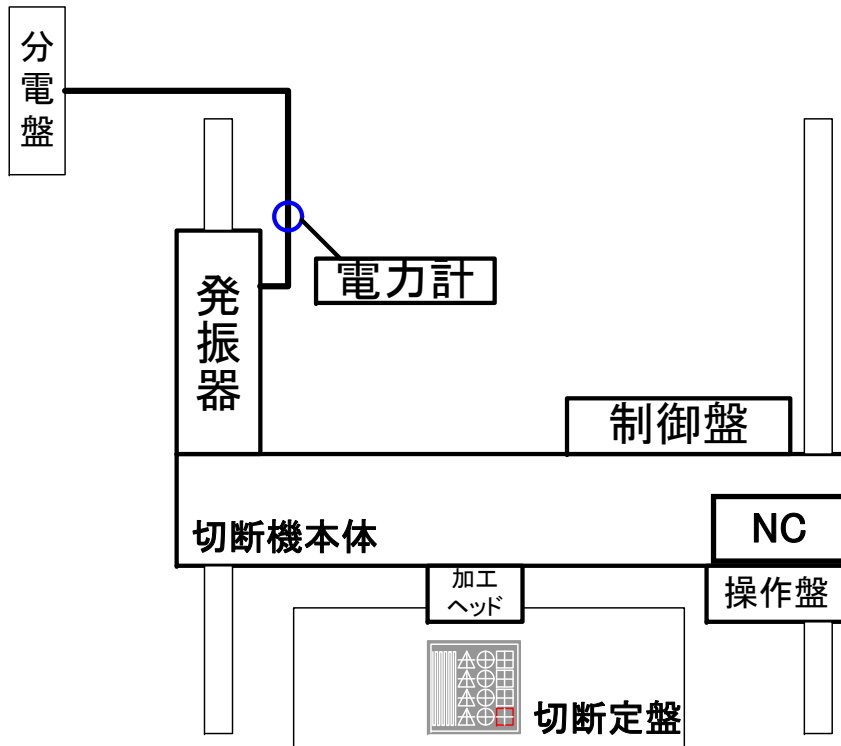 分電盤
電力計
発振器
制御盤
切断機本体
NC
加工
ヘッド
操作盤
切断定盤